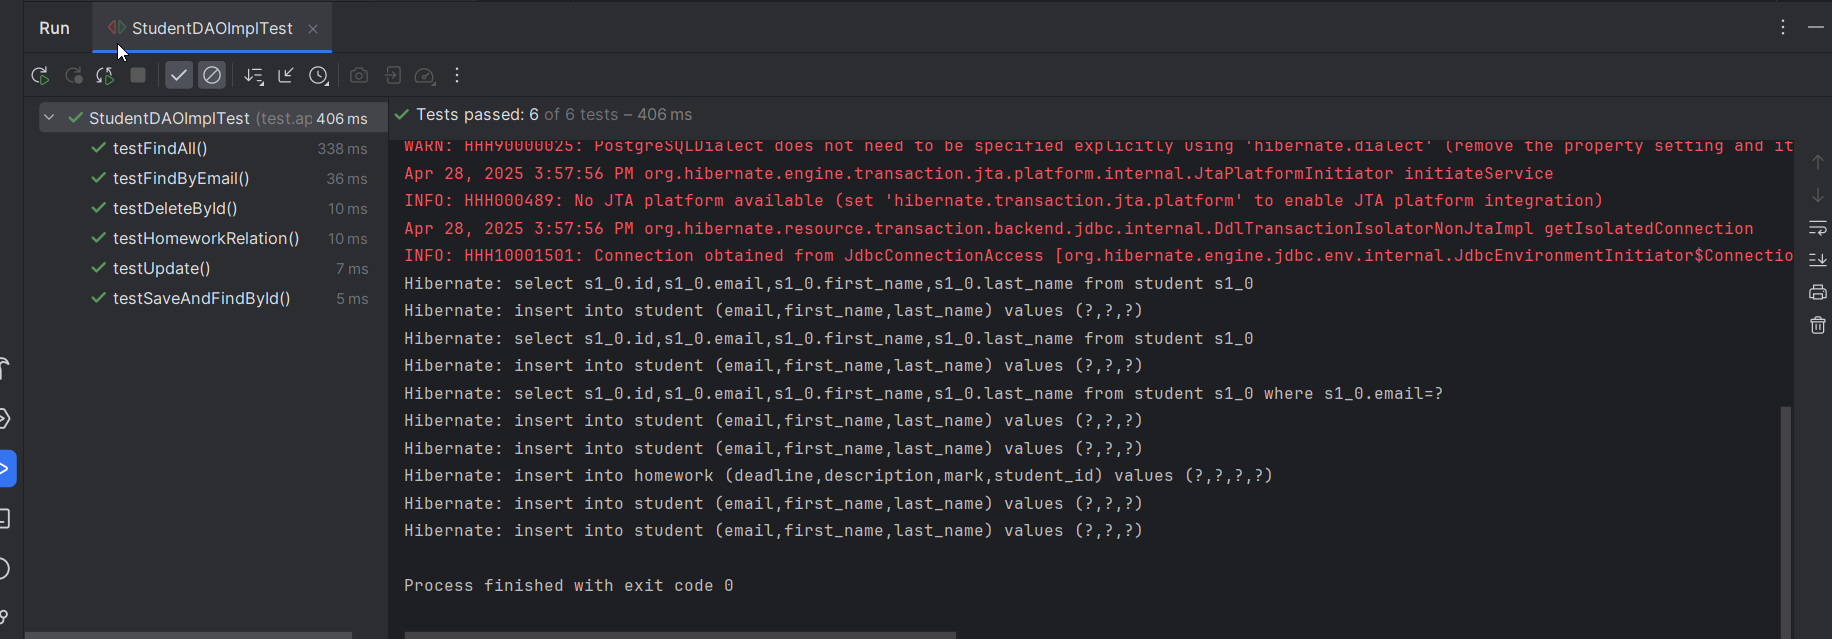 Run
StudentDAOImplTest
StudentDAOImplTest (test.ap 406 ms
testFindAll() 338 ms
testFindByEmail() 36 ms
testDeleteById() 10 ms
testHomeworkRelation() 10 ms
testUpdate() 7 ms
testSaveAndFindById() 5 ms
Tests passed: 6 of 6 tests – 406 ms
WARN: HHH90000025: PostgreSQLDialect does not need to be specified explicitly using 'hibernate.dialect' (remove the property setting and it
Apr 28, 2025 3:57:56 PM org.hibernate.engine.transaction.jta.platform.internal.JtaPlatformInitiator initiateService
INFO: HHH000489: No JTA platform available (set 'hibernate.transaction.jta.platform' to enable JTA platform integration)
Apr 28, 2025 3:57:56 PM org.hibernate.resource.transaction.backend.jdbc.internal.DdlTransactionIsolatorNonJtaImpl getIsolatedConnection
INFO: HHH10001501: Connection obtained from JdbcConnectionAccess [org.hibernate.engine.jdbc.env.internal.JdbcEnvironmentInitiator$Connectio
Hibernate: select s1_0.id,s1_0.email,s1_0.first_name,s1_0.last_name from student s1_0
Hibernate: insert into student (email,first_name,last_name) values (?,?,?)
Hibernate: select s1_0.id,s1_0.email,s1_0.first_name,s1_0.last_name from student s1_0
Hibernate: insert into student (email,first_name,last_name) values (?,?,?)
Hibernate: select s1_0.id,s1_0.email,s1_0.first_name,s1_0.last_name from student s1_0 where s1_0.email=?
Hibernate: insert into student (email,first_name,last_name) values (?,?,?)
Hibernate: insert into student (email,first_name,last_name) values (?,?,?)
Hibernate: insert into homework (deadline,description,mark,student_id) values (?,?,?,?)
Hibernate: insert into student (email,first_name,last_name) values (?,?,?)
Hibernate: insert into student (email,first_name,last_name) values (?,?,?)
Process finished with exit code 0